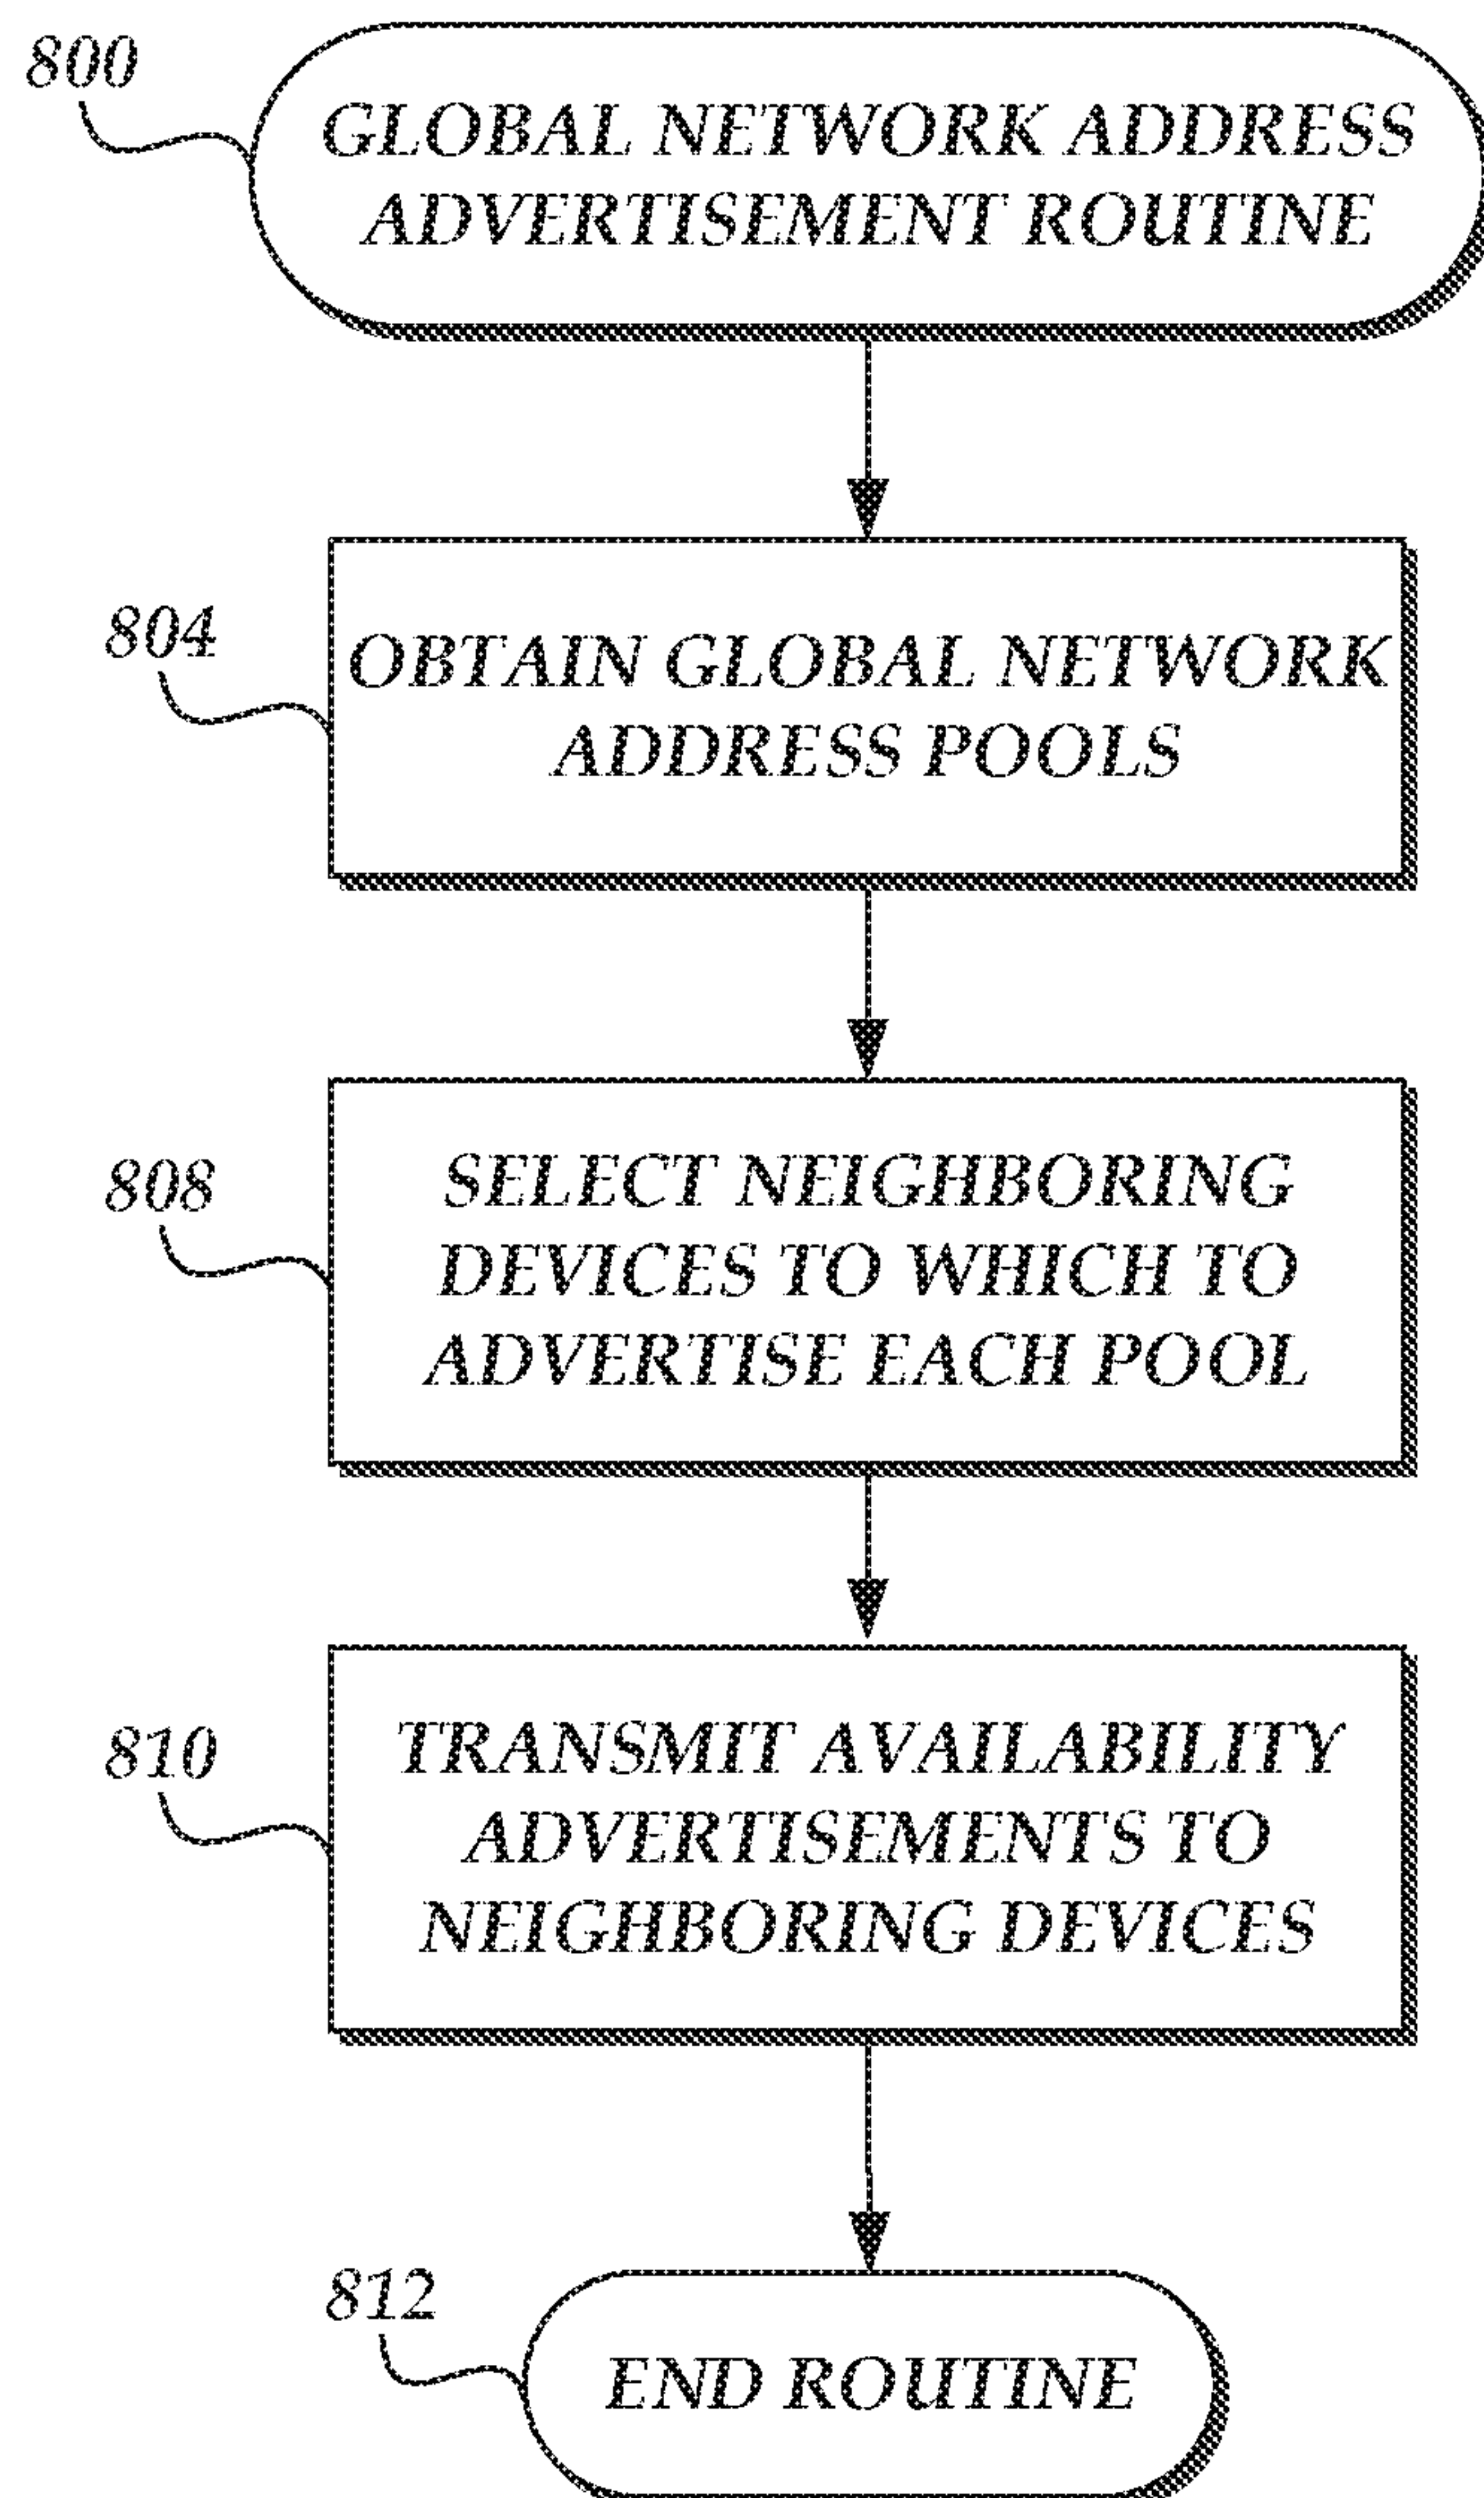 800
GLOBAL NETWORK ADDRESS
ADVERTISEMENT ROUTINE
804
OBTAIN GLOBAL NETWORK
ADDRESS POOLS
808
SELECT NEIGHBORING
DEVICES TO WHICH TO
ADVERTISE EACH POOL
810
TRANSMIT AVAILABILITY
ADVERTISEMENTS TO
NEIGHBORING DEVICES
812
END ROUTINE